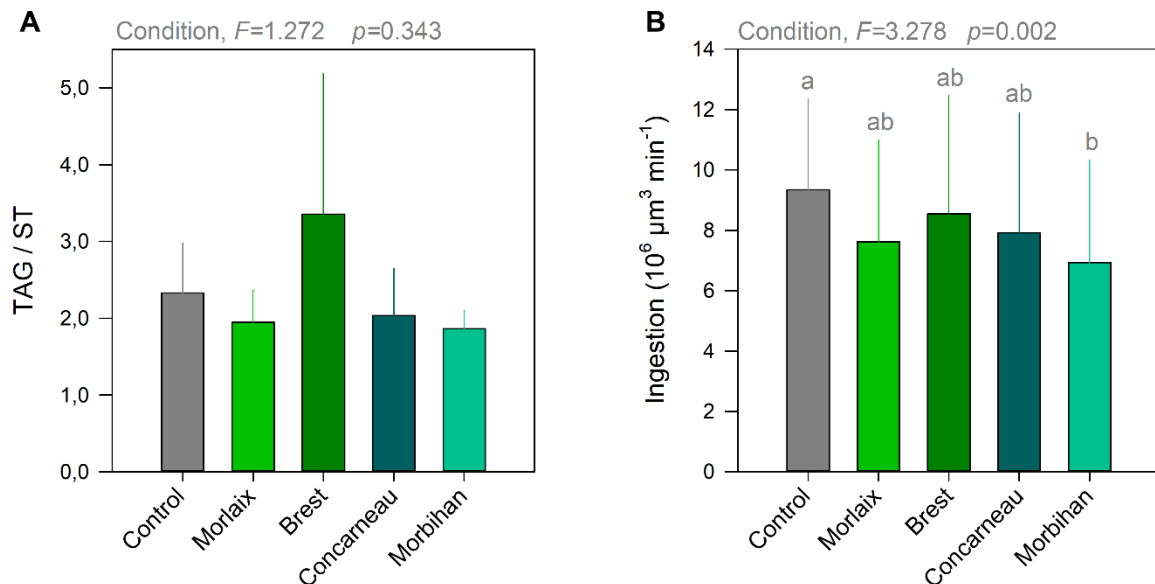 A
Condition, F=1.272 p=0.343
TAG / ST
5,0
4,0
3,0
2,0
1,0
0,0
Control
Morlaix
Brest
Concarneau
Morbihan
B
Condition, F=3.278 p=0.002
Ingestion (10⁶ µm³ min⁻¹)
14
12
10
8
6
4
2
0
a
ab
ab
ab
b
Control
Morlaix
Brest
Concarneau
Morbihan